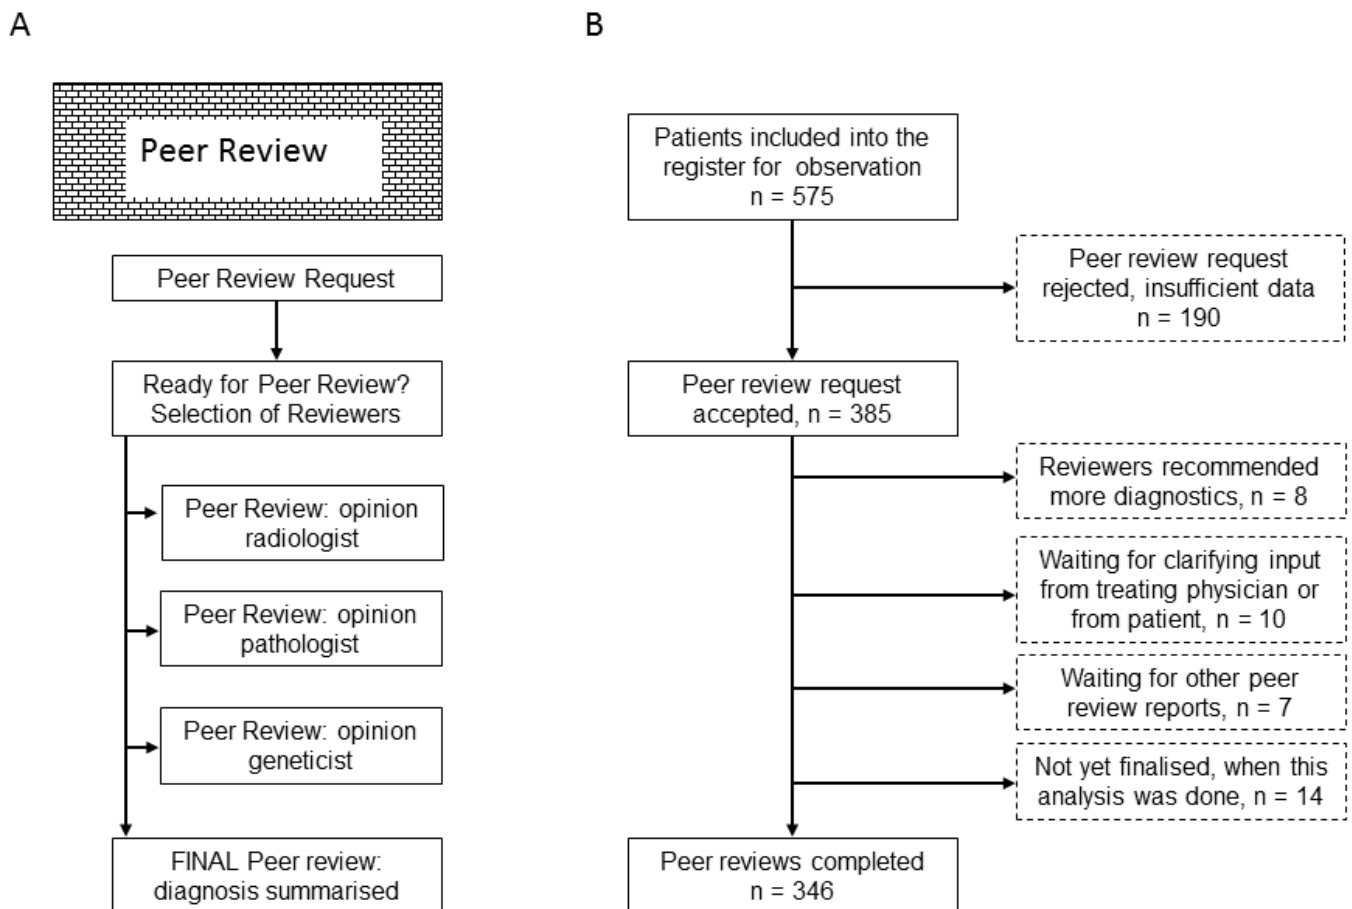 A
Peer Review
Peer Review Request
Ready for Peer Review?
Selection of Reviewers
Peer Review: opinion
radiologist
Peer Review: opinion
pathologist
Peer Review: opinion
geneticist
FINAL Peer review:
diagnosis summarised
B
Patients included into the
register for observation
n = 575
Peer review request
rejected, insufficient data
n = 190
Peer review request
accepted, n = 385
Reviewers recommended
more diagnostics, n = 8
Waiting for clarifying input
from treating physician or
from patient, n = 10
Waiting for other peer
review reports, n = 7
Not yet finalised, when this
analysis was done, n = 14
Peer reviews completed
n = 346